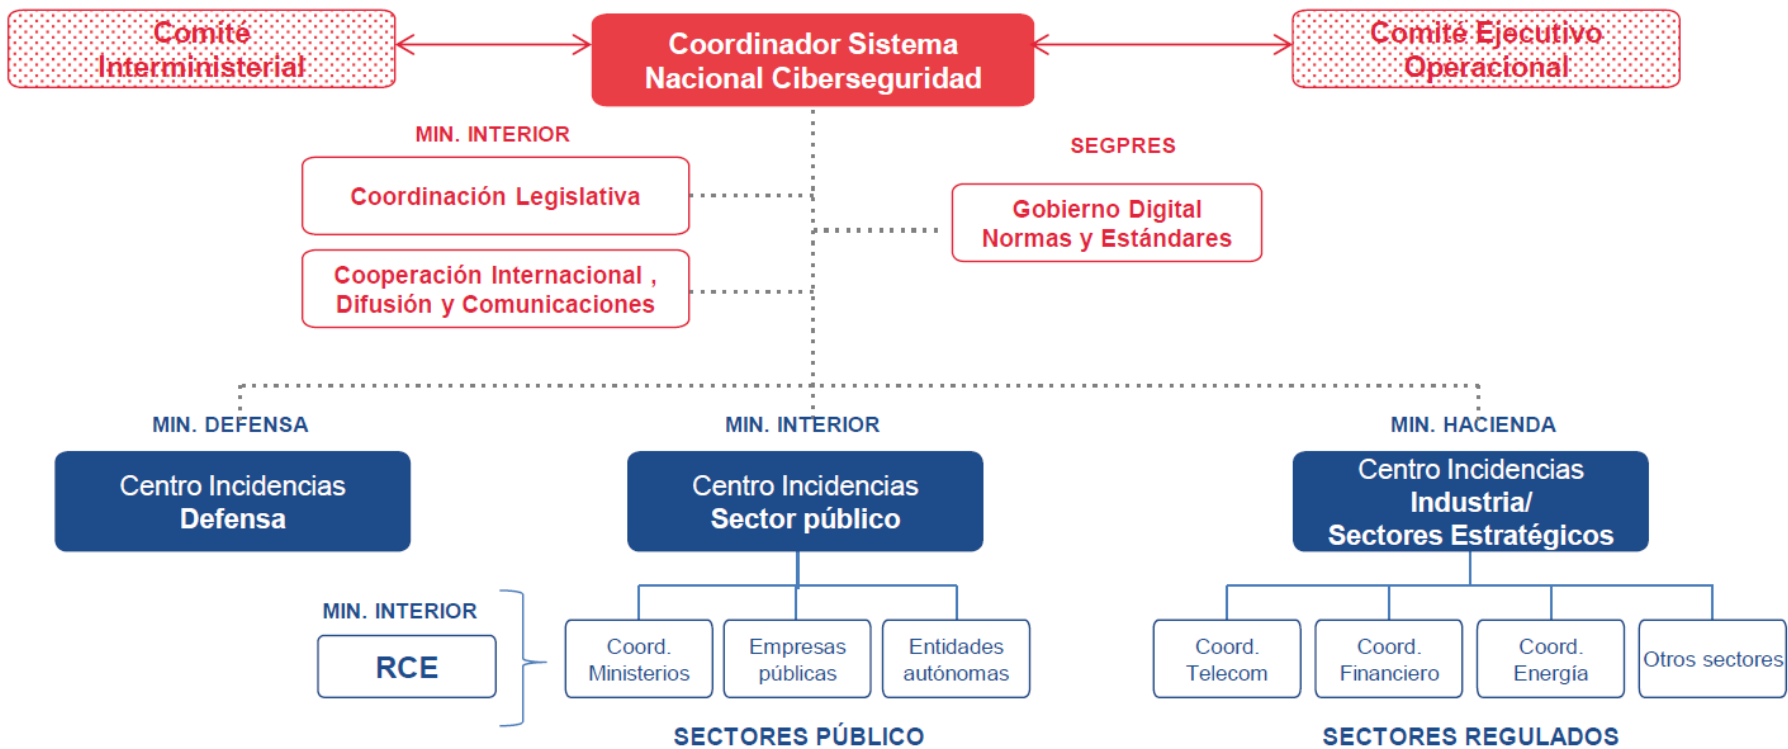 Comité
Interministerial
Coordinador Sistema
Nacional Ciberseguridad
Comité Ejecutivo
Operacional
MIN. INTERIOR
Coordinación Legislativa
Cooperación Internacional ,
Difusión y Comunicaciones
SEGPRES
Gobierno Digital
Normas y Estándares
MIN. DEFENSA
Centro Incidencias
Defensa
MIN. INTERIOR
Centro Incidencias
Sector público
MIN. HACIENDA
Centro Incidencias
Industria/
Sectores Estratégicos
MIN. INTERIOR
RCE
Coord.
Ministerios
Empresas
públicas
Entidades
autónomas
SECTORES PÚBLICO
Coord.
Telecom
Coord.
Financiero
Coord.
Energía
Otros sectores
SECTORES REGULADOS